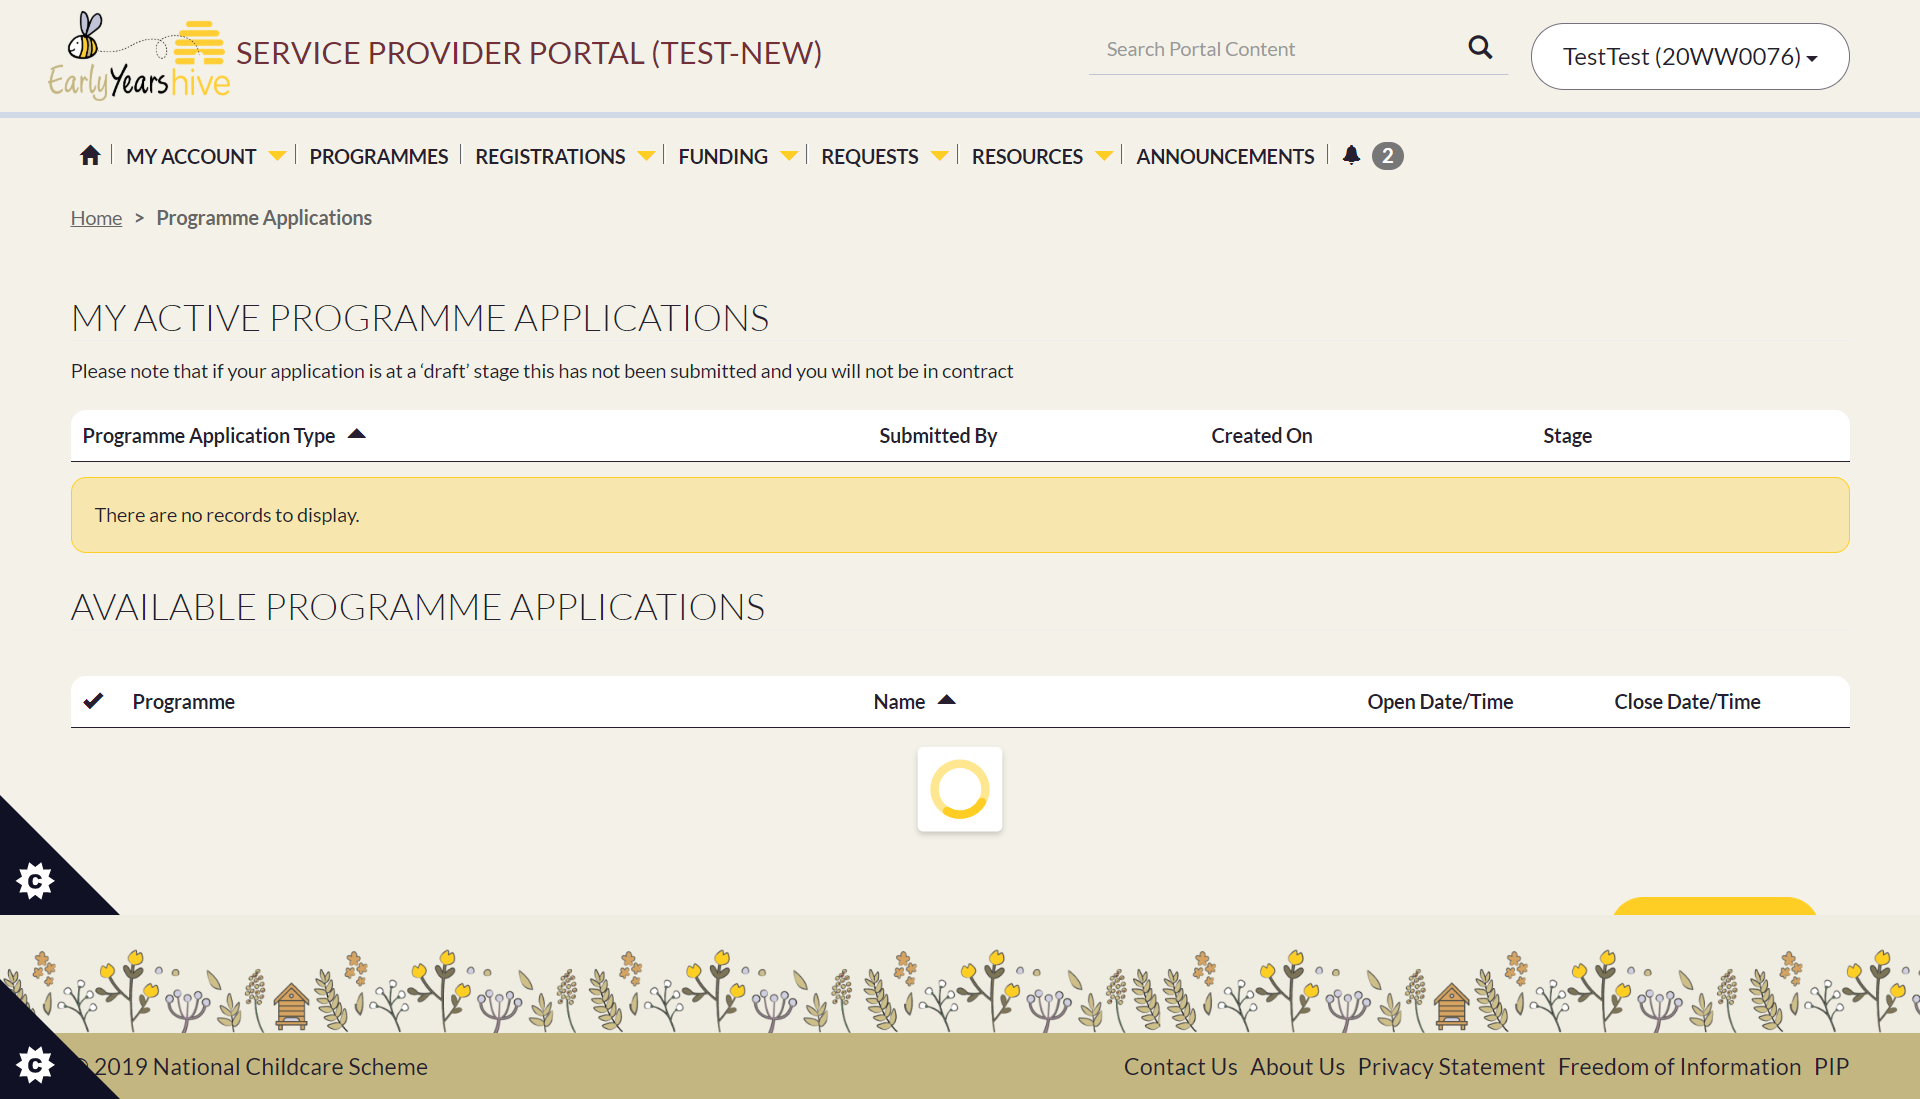 Early Years hive
SERVICE PROVIDER PORTAL (TEST-NEW)
Search Portal Content
TestTest (20WW0076)
MY ACCOUNT
PROGRAMMES
REGISTRATIONS
FUNDING
REQUESTS
RESOURCES
ANNOUNCEMENTS
2
Home > Programme Applications
MY ACTIVE PROGRAMME APPLICATIONS
Please note that if your application is at a ‘draft’ stage this has not been submitted and you will not be in contract
Programme Application Type Submitted By Created On Stage
There are no records to display.
AVAILABLE PROGRAMME APPLICATIONS
Programme Name Open Date/Time Close Date/Time
C
C
2019 National Childcare Scheme
Contact Us About Us Privacy Statement Freedom of Information PIP